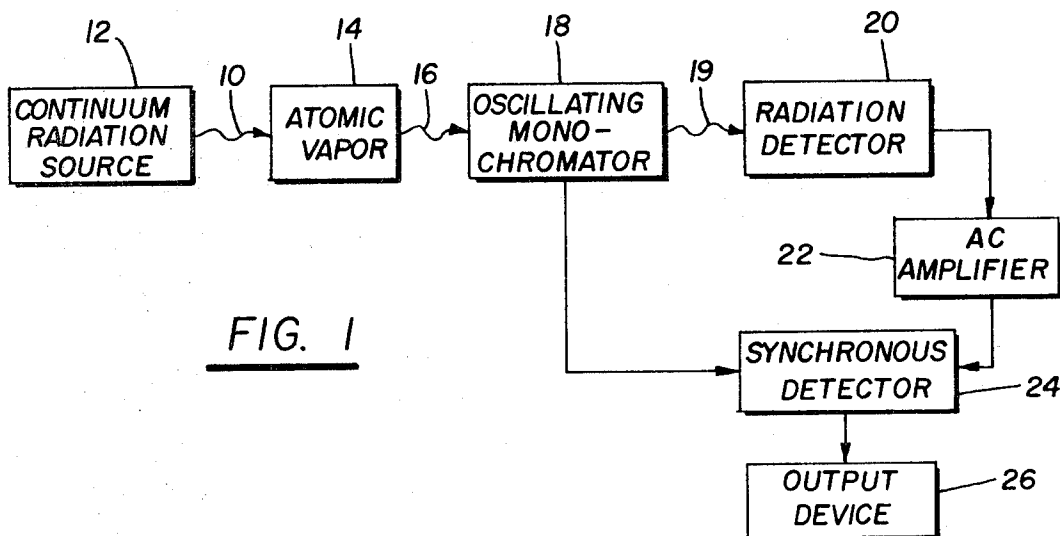 12
14
18
20
CONTINUUM
RADIATION
SOURCE
10
ATOMIC
VAPOR
16
OSCILLATING
MONO-
CHROMATOR
19
RADIATION
DETECTOR
22
AC
AMPLIFIER
FIG. 1
SYNCHRONOUS
DETECTOR
24
OUTPUT
DEVICE
26